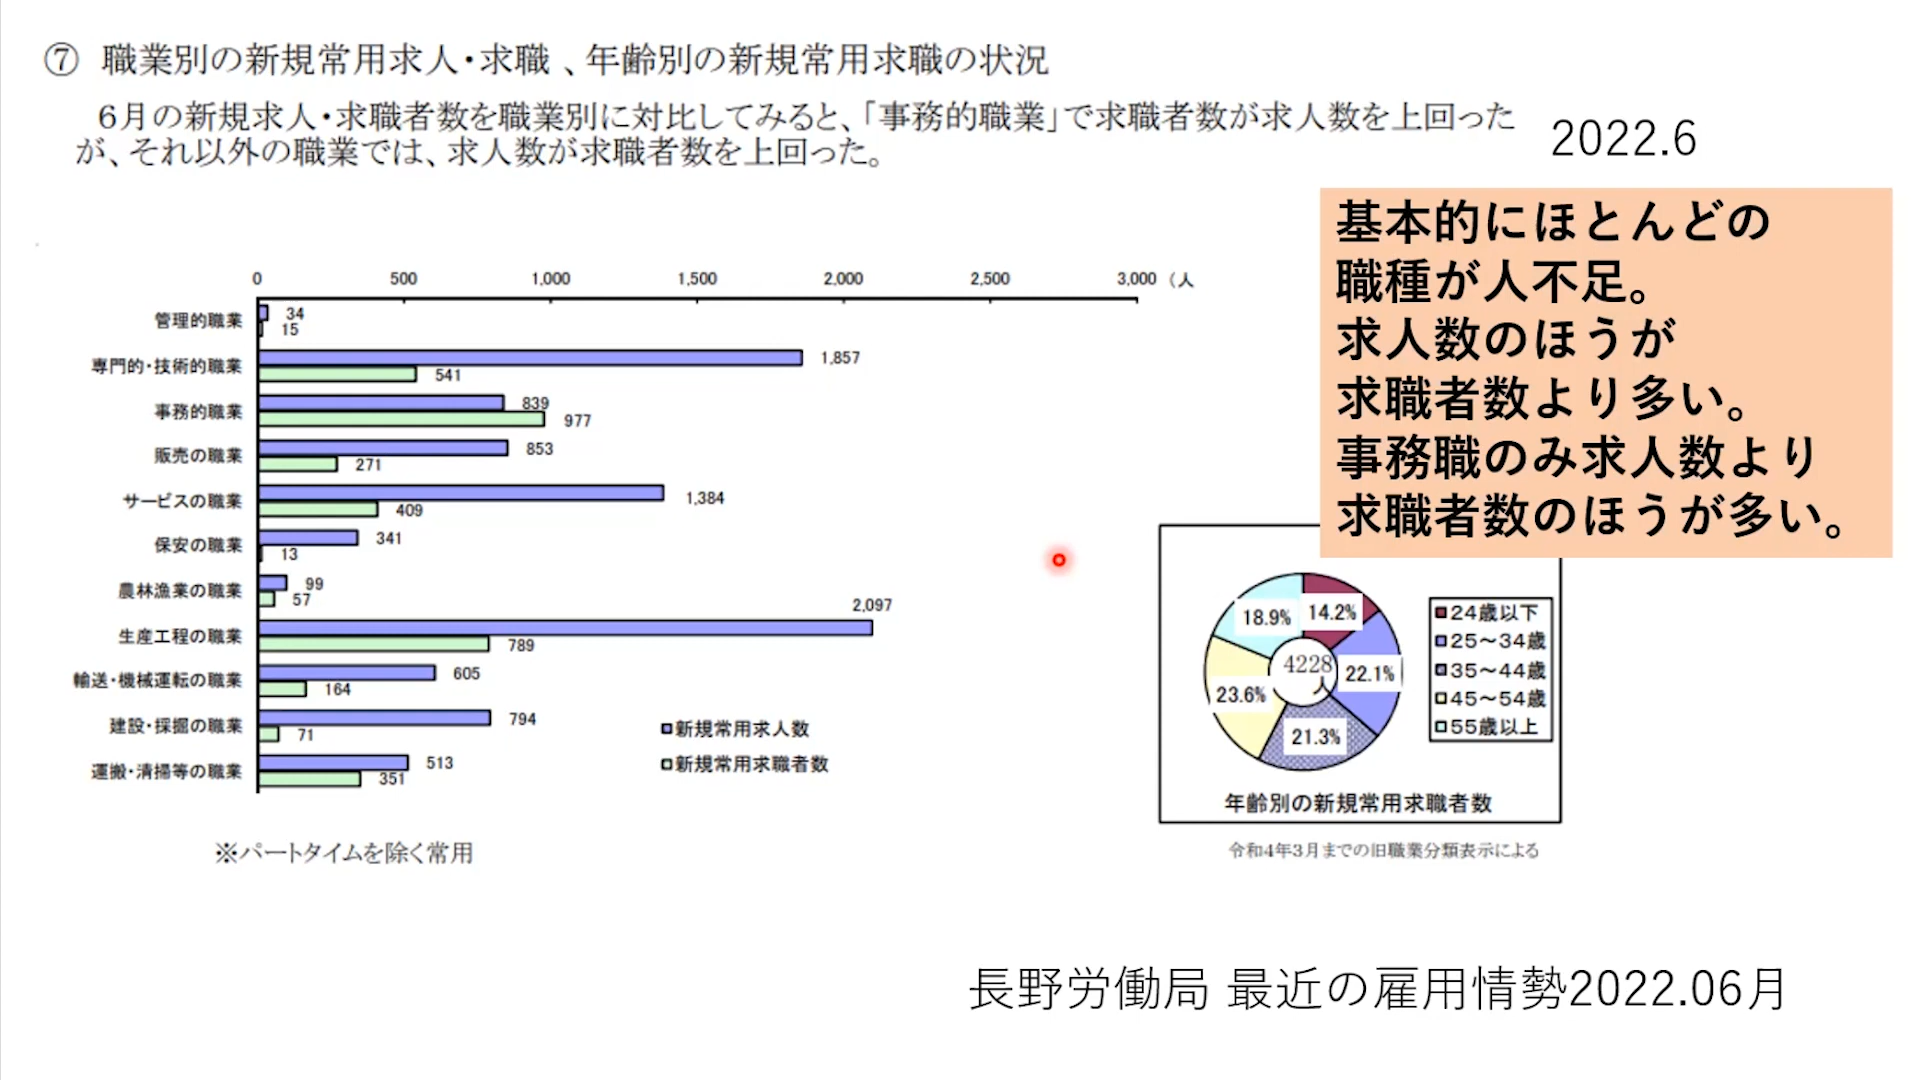 ⑦ 職業別の新規常用求人・求職 、年齢別の新規常用求職の状況
6月の新規求人・求職者数を職業別に対比してみると、「事務的職業」で求職者数が求人数を上回った
が、それ以外の職業では、求人数が求職者数を上回った。
2022.6
基本的にほとんどの
職種が人不足。
求人数のほうが
求職者数より多い。
事務職のみ求人数より
求職者数のほうが多い。
0 500 1,000 1,500 2,000 2,500 3,000 (人
管理的職業 34
15
専門的・技術的職業 1,857
541
事務的職業 839
977
販売の職業 853
271
サービスの職業 1,384
409
保安の職業 341
13
農林漁業の職業 99
57
生産工程の職業 2,097
789
輸送・機械運転の職業 605
164
建設・採掘の職業 794
71
運搬・清掃等の職業 513
351
新規常用求人数
新規常用求職者数
※パートタイムを除く常用
18.9% 14.2%
4228
人
22.1%
23.6%
21.3%
24歳以下
25～34歳
35～44歳
45～54歳
55歳以上
年齢別の新規常用求職者数
令和4年3月までの旧職業分類表示による
長野労働局 最近の雇用情勢2022.06月